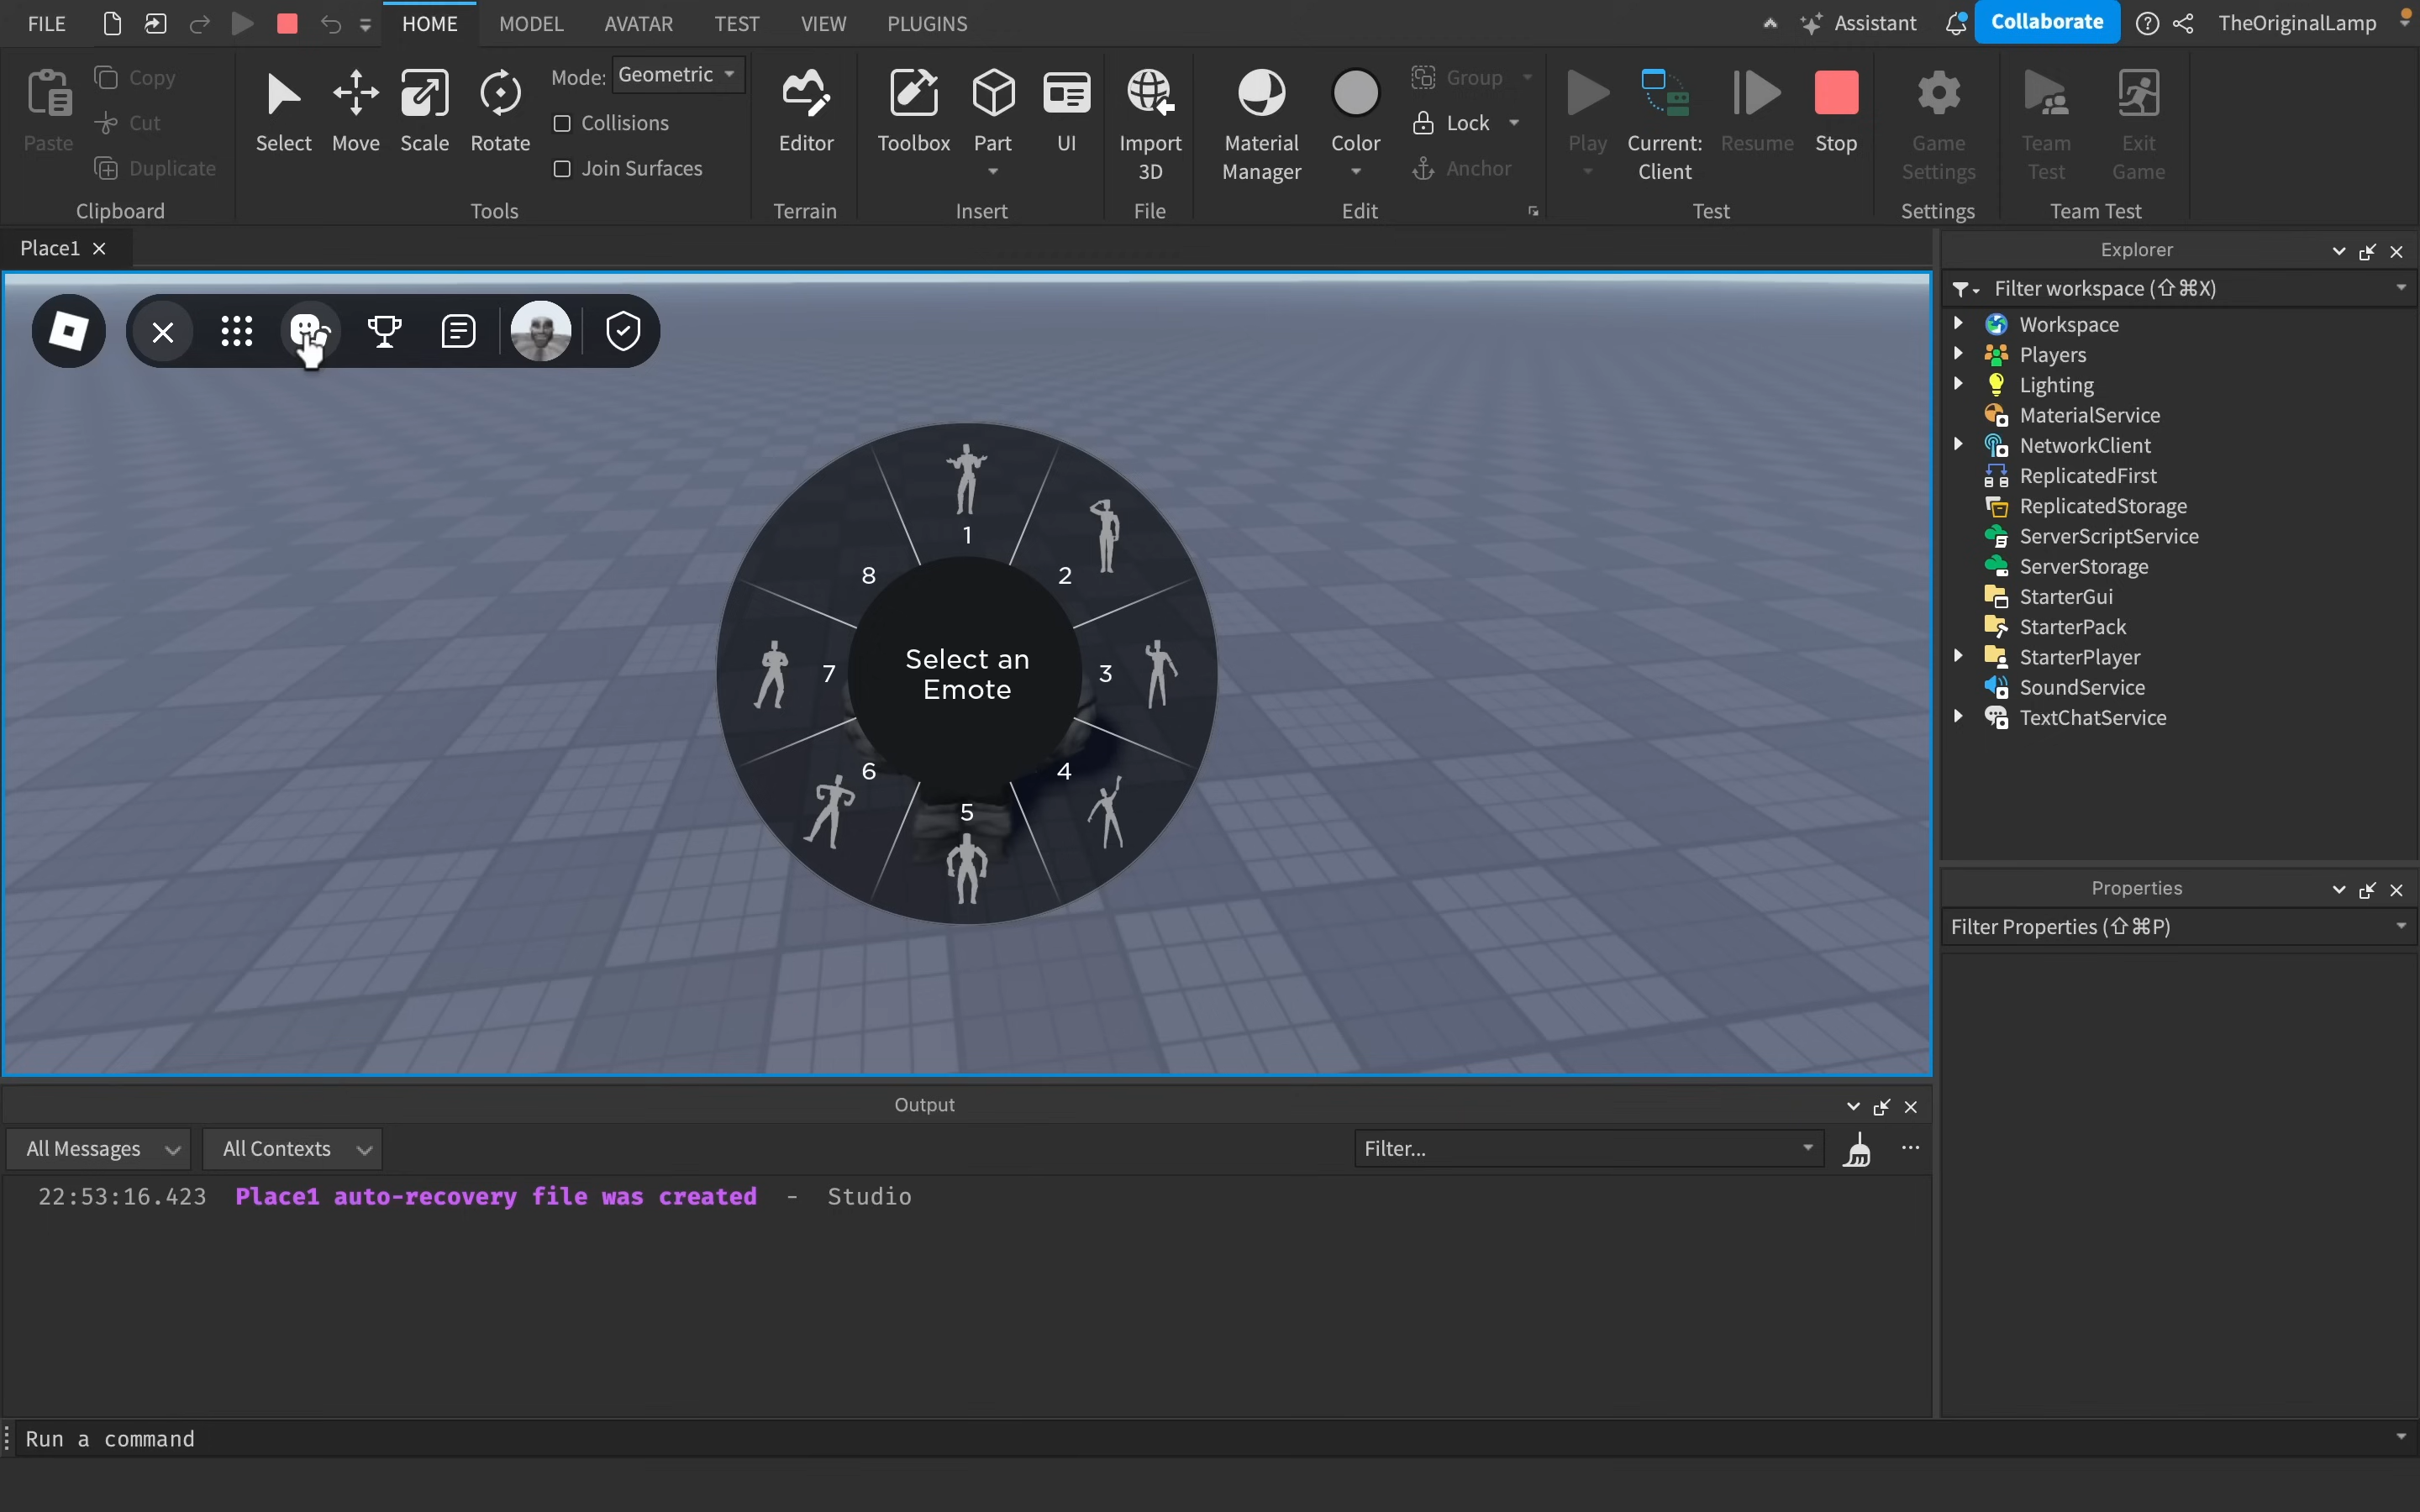 FILE
HOME
MODEL
AVATAR
TEST
VIEW
PLUGINS
Assistant
Collaborate
TheOriginalLamp
Paste
Copy
Cut
Duplicate
Clipboard
Select
Move
Scale
Rotate
Mode: Geometric
Collisions
Join Surfaces
Tools
Editor
Terrain
Toolbox
Part
UI
Insert
Import
3D
File
Material
Manager
Color
Group
Lock
Anchor
Edit
Play
Current:
Client
Resume
Stop
Test
Game
Settings
Settings
Team
Test
Exit
Game
Team Test
Place1
1
2
3
4
5
6
7
8
Select an
Emote
Explorer
Filter workspace (⇧⌘X)
Workspace
Players
Lighting
MaterialService
NetworkClient
ReplicatedFirst
ReplicatedStorage
ServerScriptService
ServerStorage
StarterGui
StarterPack
StarterPlayer
SoundService
TextChatService
Properties
Filter Properties (⇧⌘P)
Output
All Messages
All Contexts
Filter...
22:53:16.423 Place1 auto-recovery file was created - Studio
Run a command